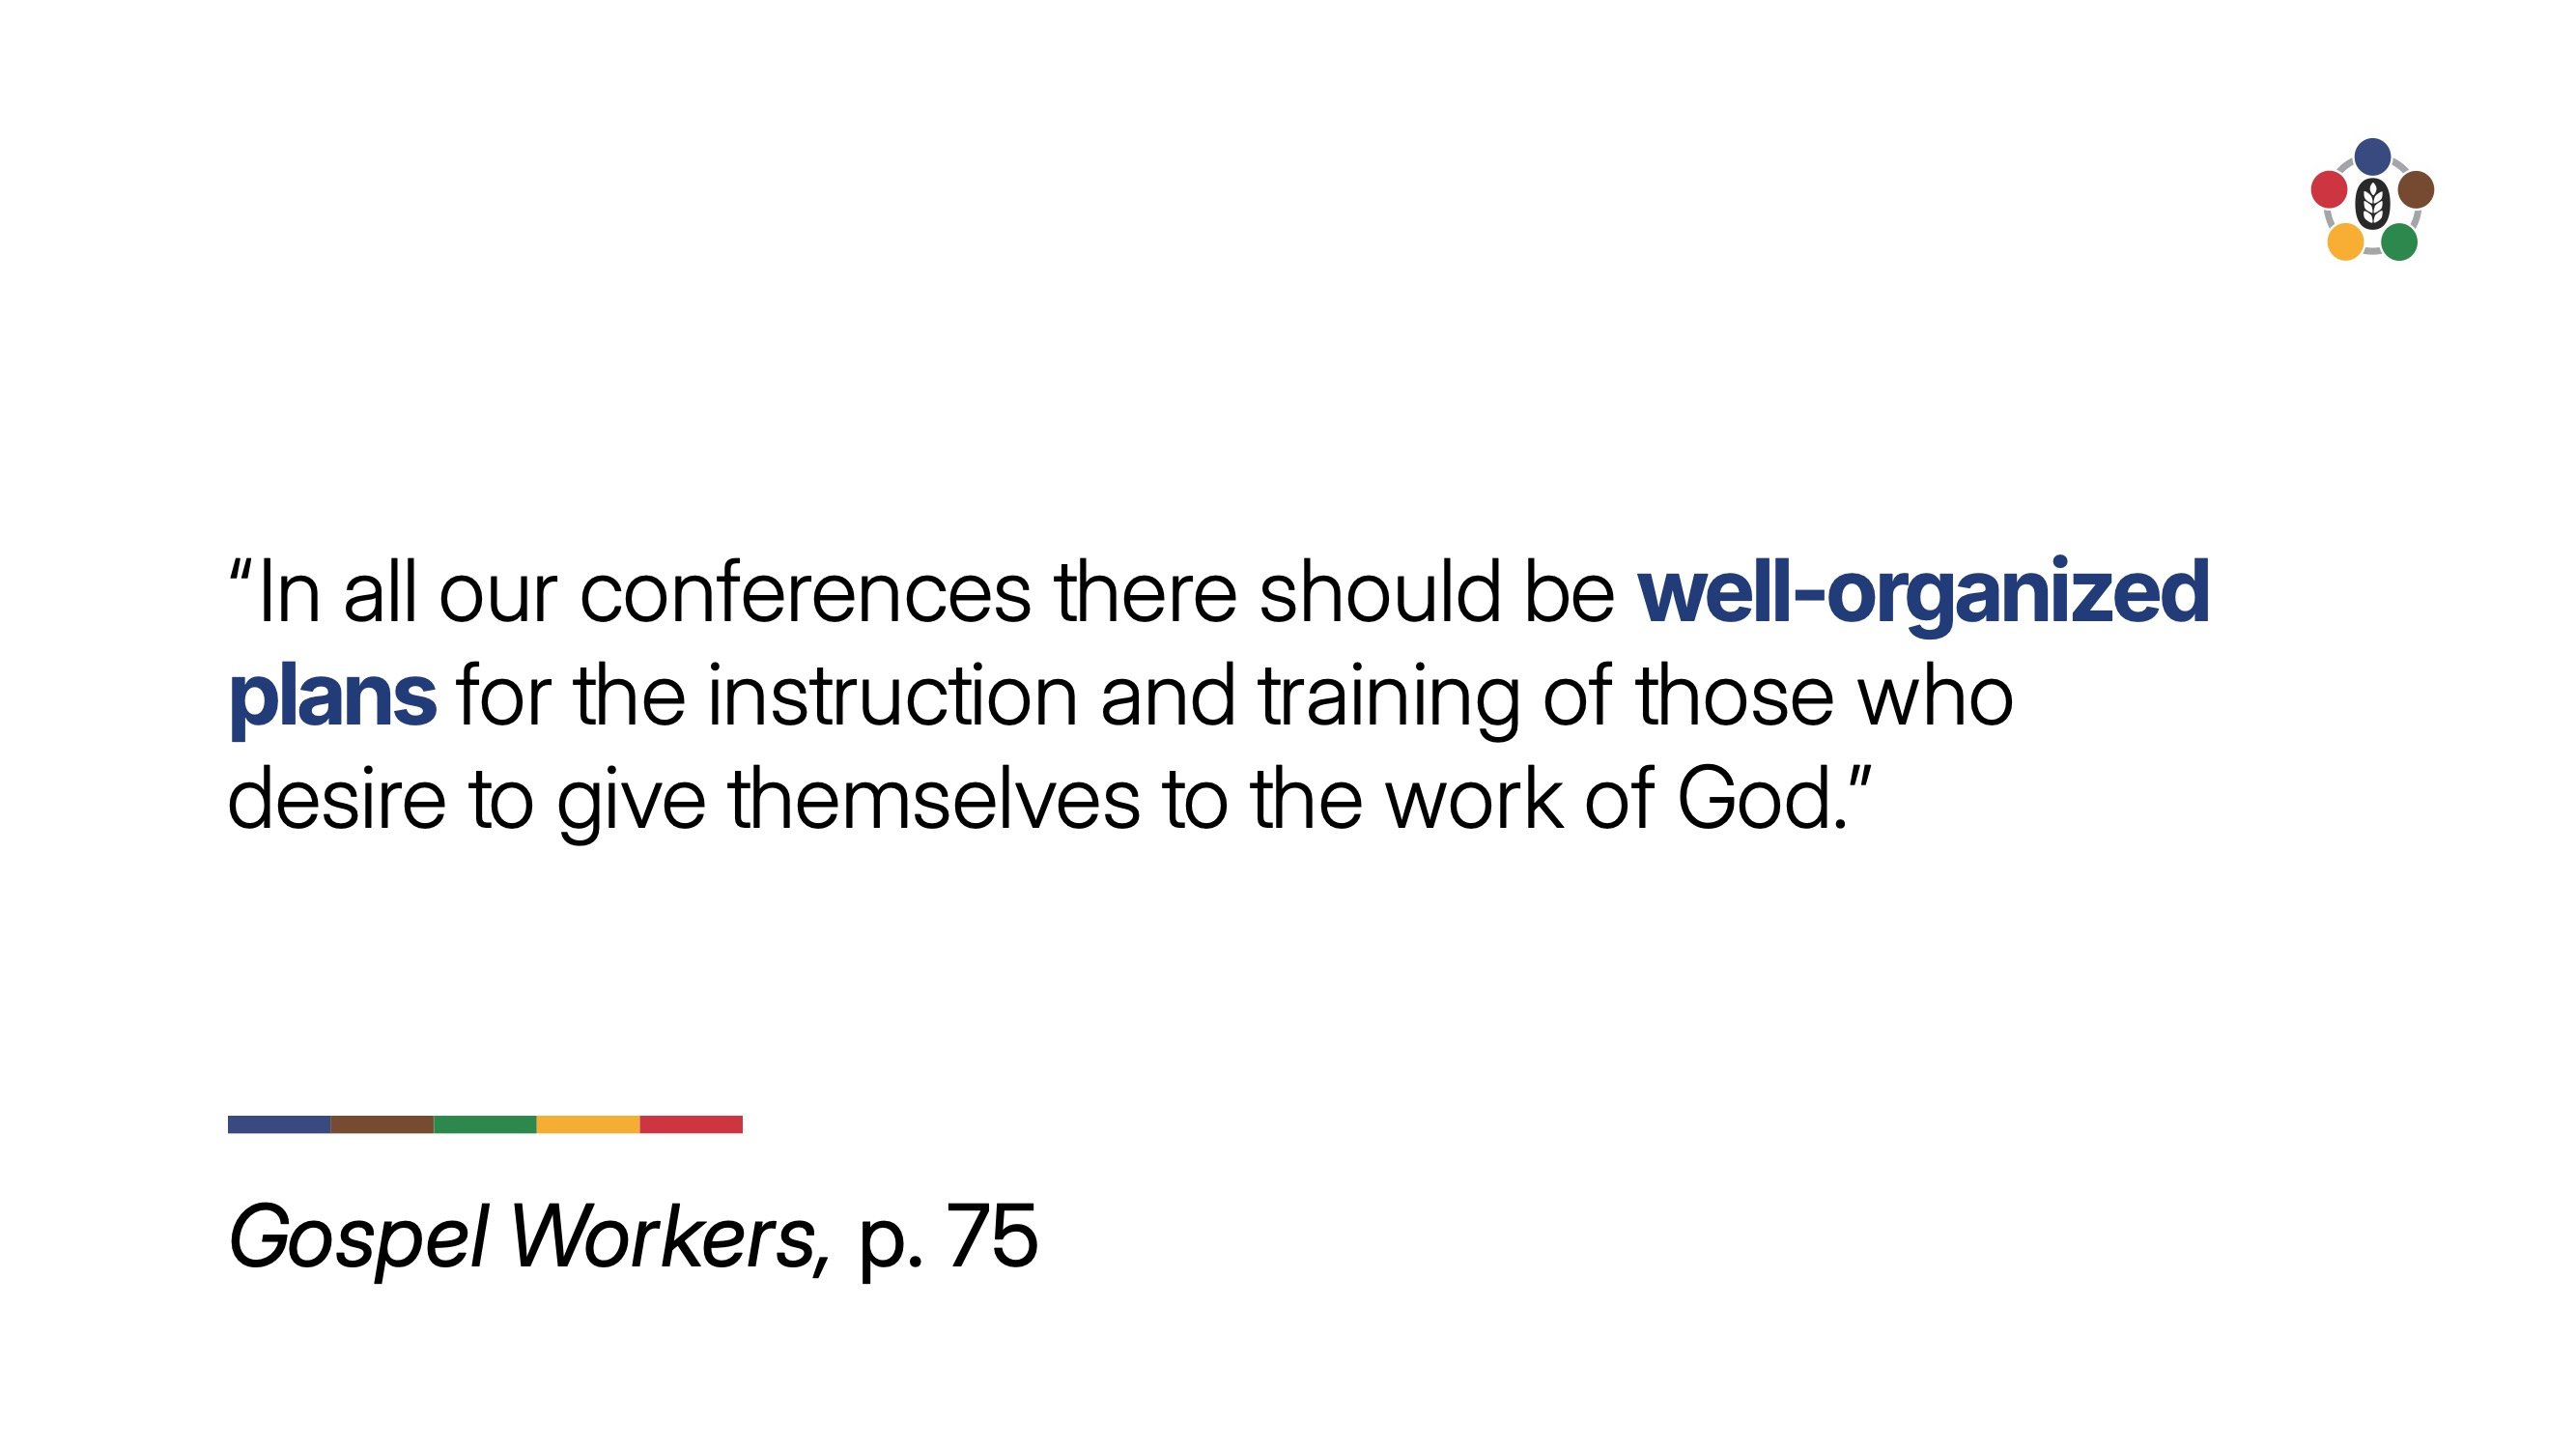 “In all our conferences there should be well-organized
plans for the instruction and training of those who
desire to give themselves to the work of God.”
Gospel Workers, p. 75